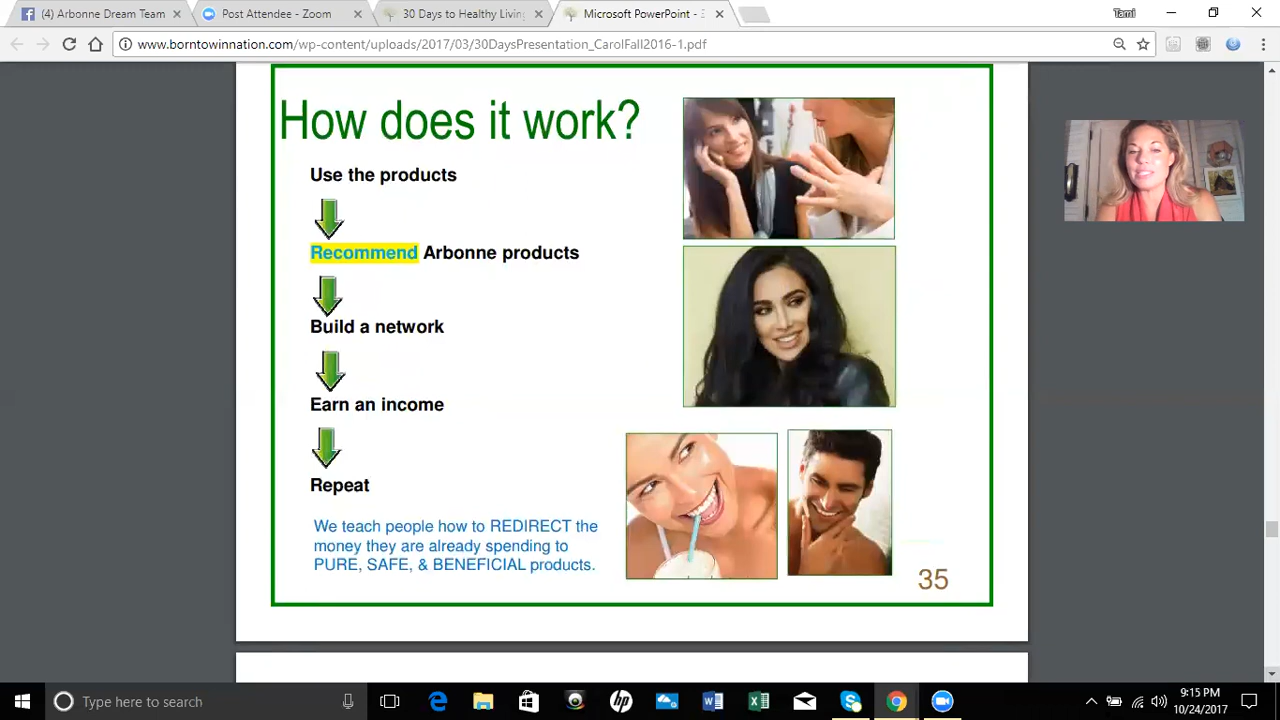 (4) Arbonne Dream Team
Post Attendee - Zoom
30 Days to Healthy Livin
Microsoft PowerPoint -
Tami
www.borntowinnation.com/wp-content/uploads/2017/03/30DaysPresentation_CarolFall2016-1.pdf
How does it work?
Use the products
Recommend Arbonne products
Build a network
Earn an income
Repeat
We teach people how to REDIRECT the
money they are already spending to
PURE, SAFE, & BENEFICIAL products.
35
Type here to search
9:15 PM
10/24/2017